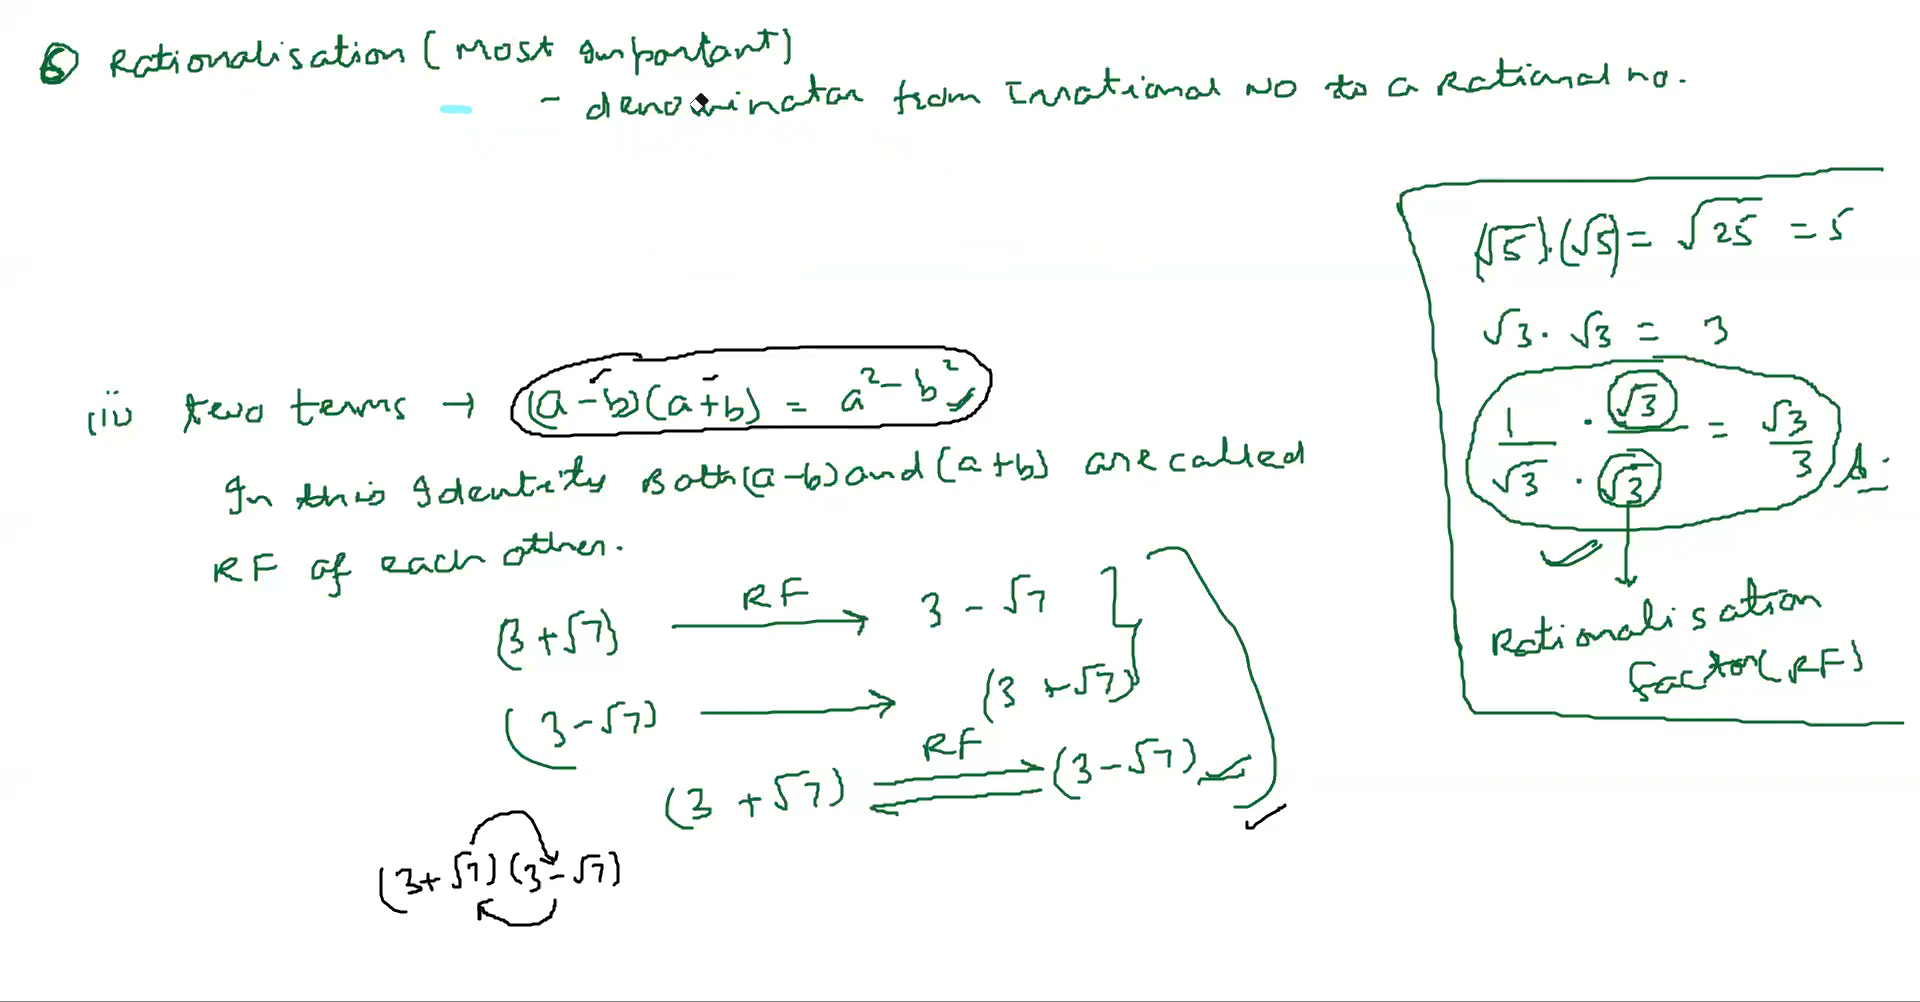 6 Rationalisation (most Important)
- denominator from Irrational NO to a Rational no.
(ii) two terms → (a-b)(a+b) = a²-b²
In this Identity Both (a-b) and (a+b) are called
RF of each other.
(3+√7) RF → 3-√7
(3-√7) → (3+√7)
(3+√7) RF ⇌ (3-√7)
(3+√7)(3-√7)
(√5).(√5) = √25 = 5
√3.√3 = 3
1/√3 . √3/√3 = √3/3
Rationalisation
Factor(RF)